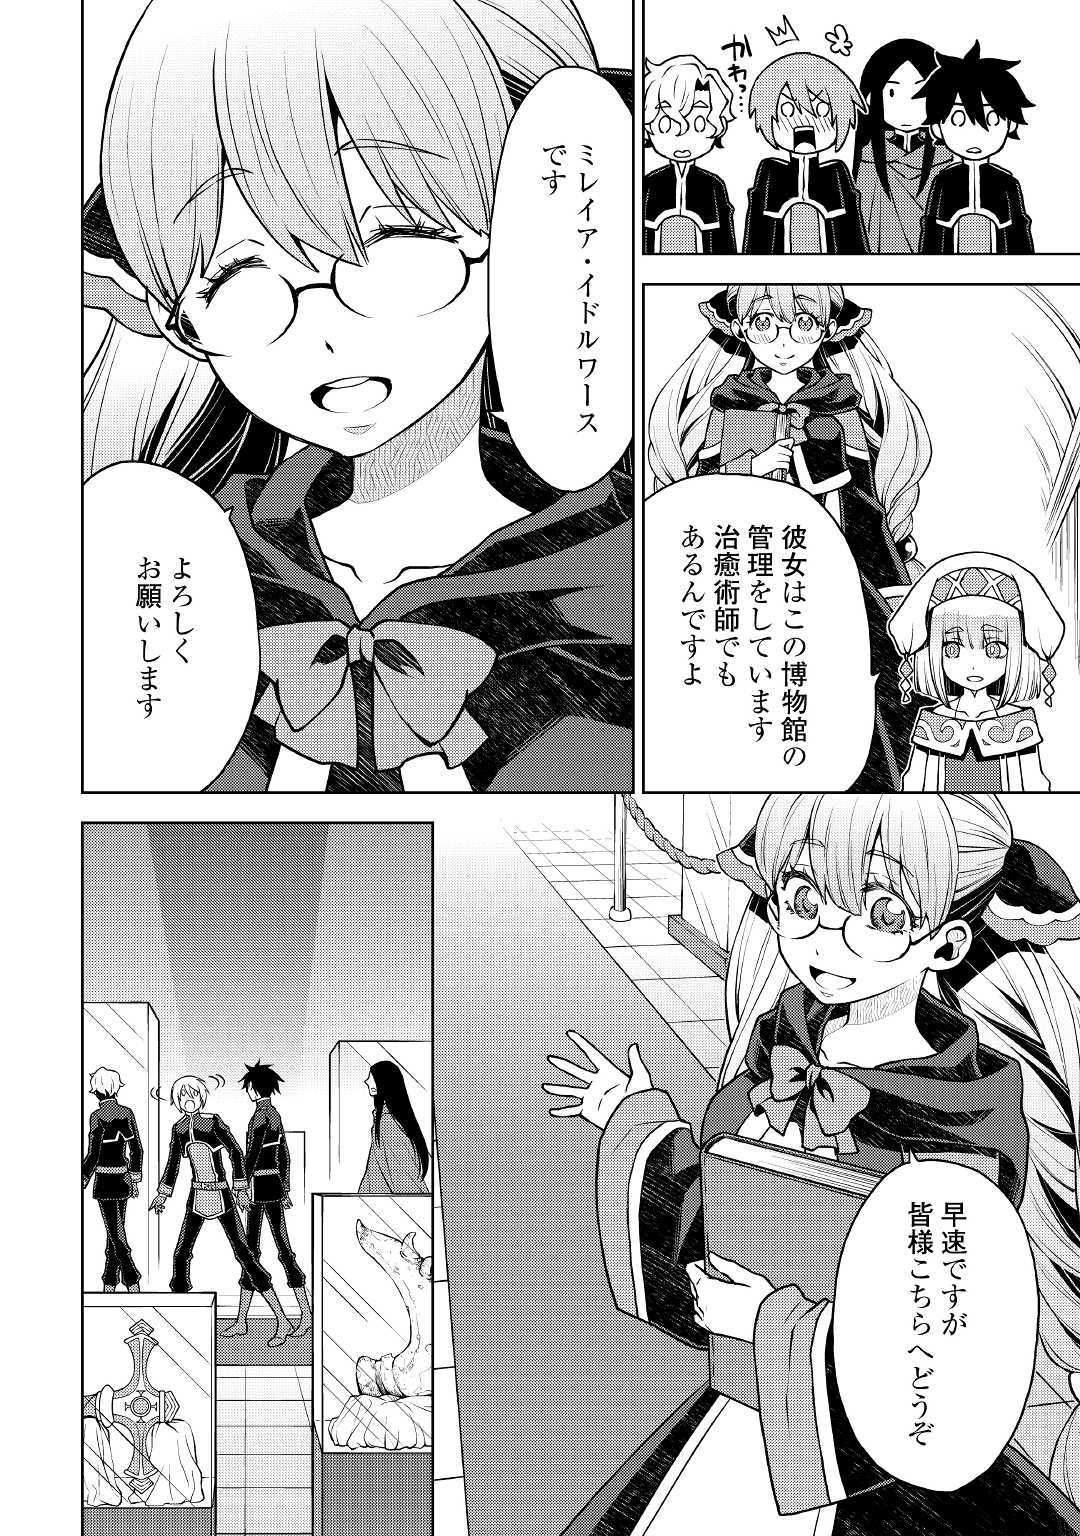 かわっ…
彼女はこの博物館の
管理をしています
治癒術師でも
あるんですよ
ミレイア・イドルワース
です
よろしく
お願いします
早速ですが
皆様こちらへどうぞ